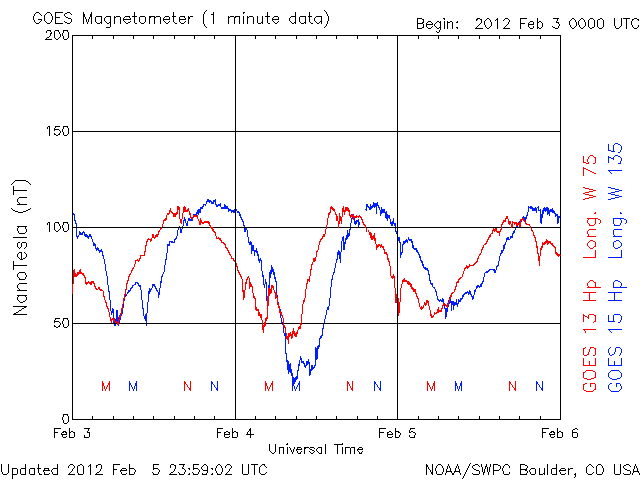 GOES Magnetometer (1 minute data)
Begin: 2012 Feb 3 0000 UTC
200
150
100
50
0
NanoTesla (nT)
M M N N M M N N M M N N
Feb 3 Feb 4 Feb 5 Feb 6
Universal Time
GOES 13 Hp Long. W 75
GOES 15 Hp Long. W 135
Updated 2012 Feb 5 23:59:02 UTC
NOAA/SWPC Boulder, CO USA